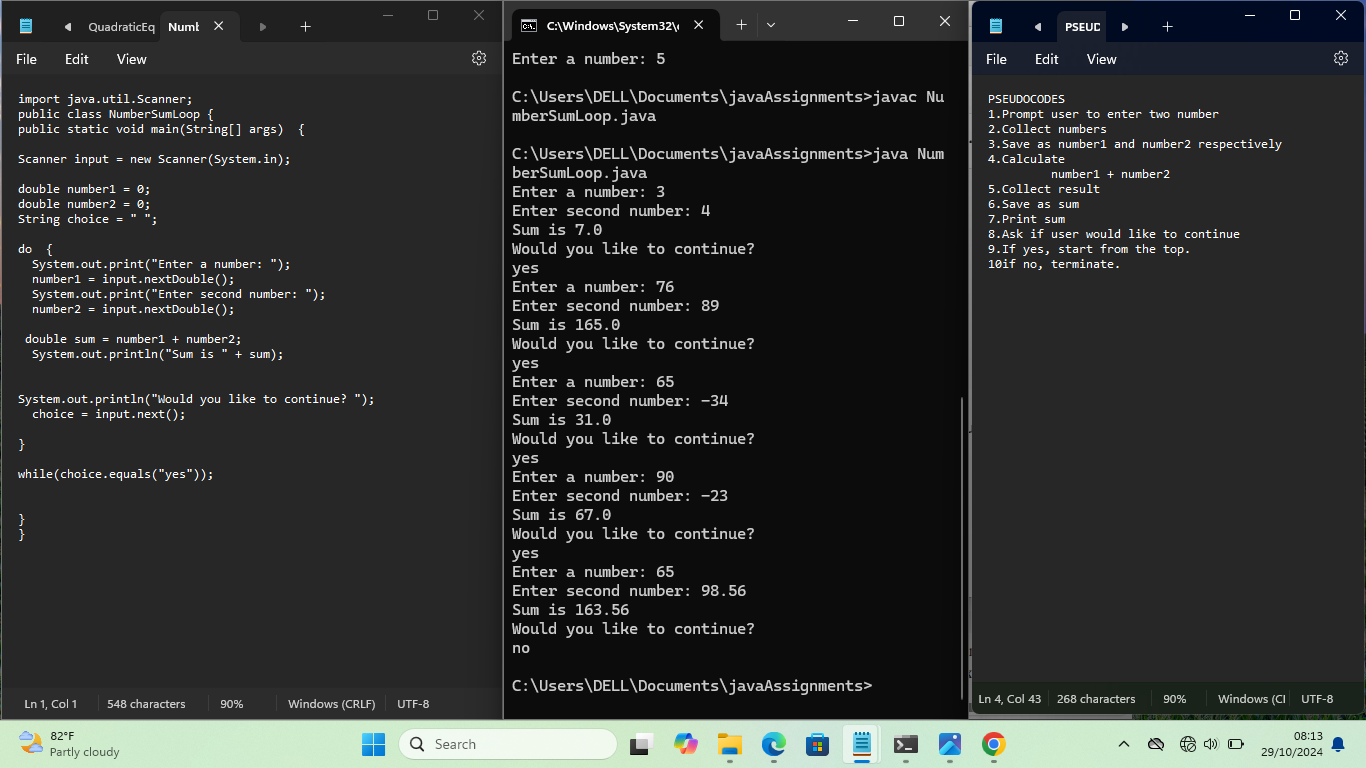 QuadraticEq
Numb
File Edit View
import java.util.Scanner;
public class NumberSumLoop {
public static void main(String[] args)  {
Scanner input = new Scanner(System.in);
double number1 = 0;
double number2 = 0;
String choice = " ";
do  {
System.out.print("Enter a number: ");
number1 = input.nextDouble();
System.out.print("Enter second number: ");
number2 = input.nextDouble();
double sum = number1 + number2;
System.out.println("Sum is " + sum);
System.out.println("Would you like to continue? ");
choice = input.next();
}
while(choice.equals("yes"));
}
}
Ln 1, Col 1 548 characters 90% Windows (CRLF) UTF-8
C:\Windows\System32\c
Enter a number: 5
C:\Users\DELL\Documents\javaAssignments>javac Nu
mberSumLoop.java
C:\Users\DELL\Documents\javaAssignments>java Num
berSumLoop.java
Enter a number: 3
Enter second number: 4
Sum is 7.0
Would you like to continue?
yes
Enter a number: 76
Enter second number: 89
Sum is 165.0
Would you like to continue?
yes
Enter a number: 65
Enter second number: -34
Sum is 31.0
Would you like to continue?
yes
Enter a number: 90
Enter second number: -23
Sum is 67.0
Would you like to continue?
yes
Enter a number: 65
Enter second number: 98.56
Sum is 163.56
Would you like to continue?
no
C:\Users\DELL\Documents\javaAssignments>
PSEUD
File Edit View
PSEUDOCODES
1.Prompt user to enter two number
2.Collect numbers
3.Save as number1 and number2 respectively
4.Calculate
number1 + number2
5.Collect result
6.Save as sum
7.Print sum
8.Ask if user would like to continue
9.If yes, start from the top.
10if no, terminate.
Ln 4, Col 43 268 characters 90% Windows (CI UTF-8
82°F
Partly cloudy
Search
08:13
29/10/2024